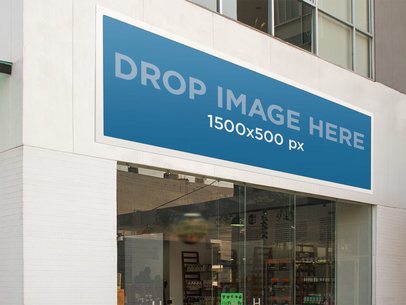 DROP IMAGE HERE
1500x500 px